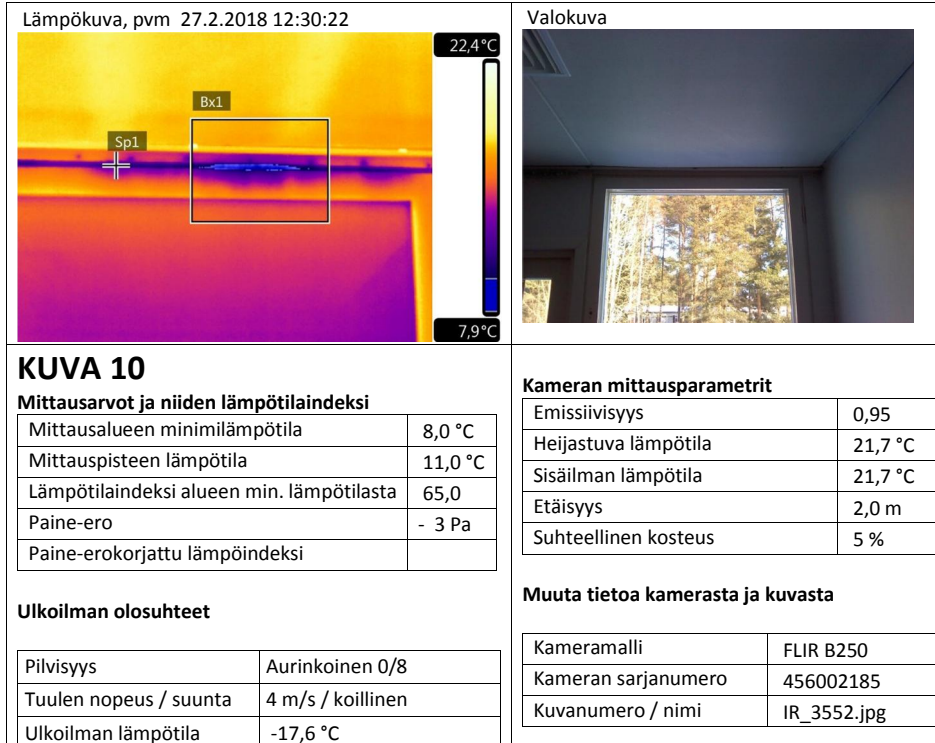 Lämpökuva, pvm 27.2.2018 12:30:22
22,4°C
Bx1
Sp1
7,9°C
Valokuva
KUVA 10
Mittausarvot ja niiden lämpötilaindeksi
Mittausalueen minimilämpötila 8,0 °C
Mittauspisteen lämpötila 11,0 °C
Lämpötilaindeksi alueen min. lämpötilasta 65,0
Paine-ero - 3 Pa
Paine-erokorjattu lämpöindeksi
Ulkoilman olosuhteet
Pilvisyys Aurinkoinen 0/8
Tuulen nopeus / suunta 4 m/s / koillinen
Ulkoilman lämpötila -17,6 °C
Kameran mittausparametrit
Emissiivisyys 0,95
Heijastuva lämpötila 21,7 °C
Sisäilman lämpötila 21,7 °C
Etäisyys 2,0 m
Suhteellinen kosteus 5 %
Muuta tietoa kamerasta ja kuvasta
Kameramalli FLIR B250
Kameran sarjanumero 456002185
Kuvanumero / nimi IR_3552.jpg